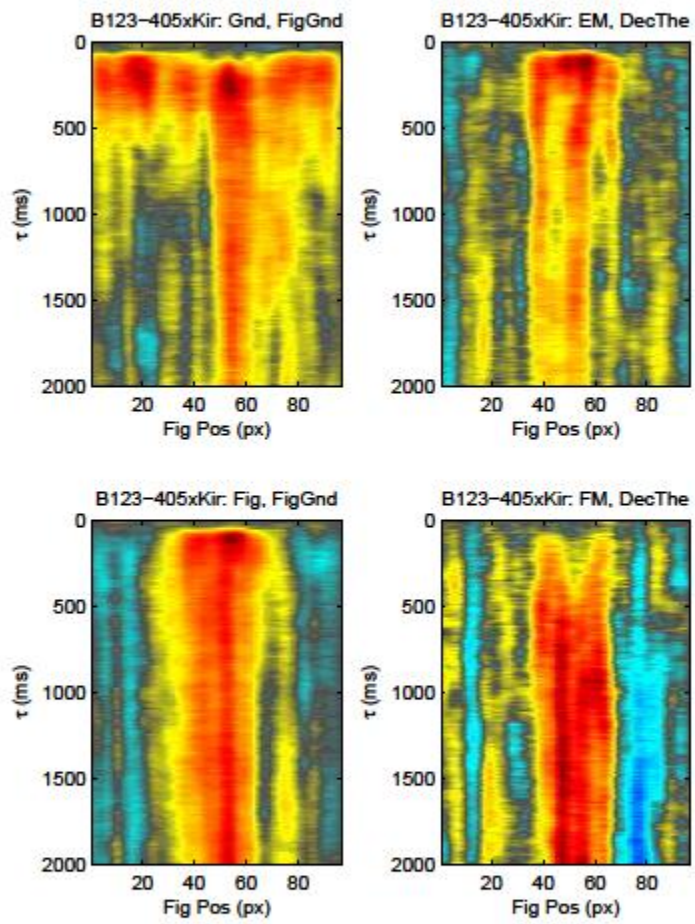 B123-405xKir: Gnd, FigGnd
0
500
1000
1500
2000
τ (ms)
20 40 60 80
Fig Pos (px)
B123-405xKir: EM, DecThe
0
500
1000
1500
2000
τ (ms)
20 40 60 80
Fig Pos (px)
B123-405xKir: Fig, FigGnd
0
500
1000
1500
2000
τ (ms)
20 40 60 80
Fig Pos (px)
B123-405xKir: FM, DecThe
0
500
1000
1500
2000
τ (ms)
20 40 60 80
Fig Pos (px)